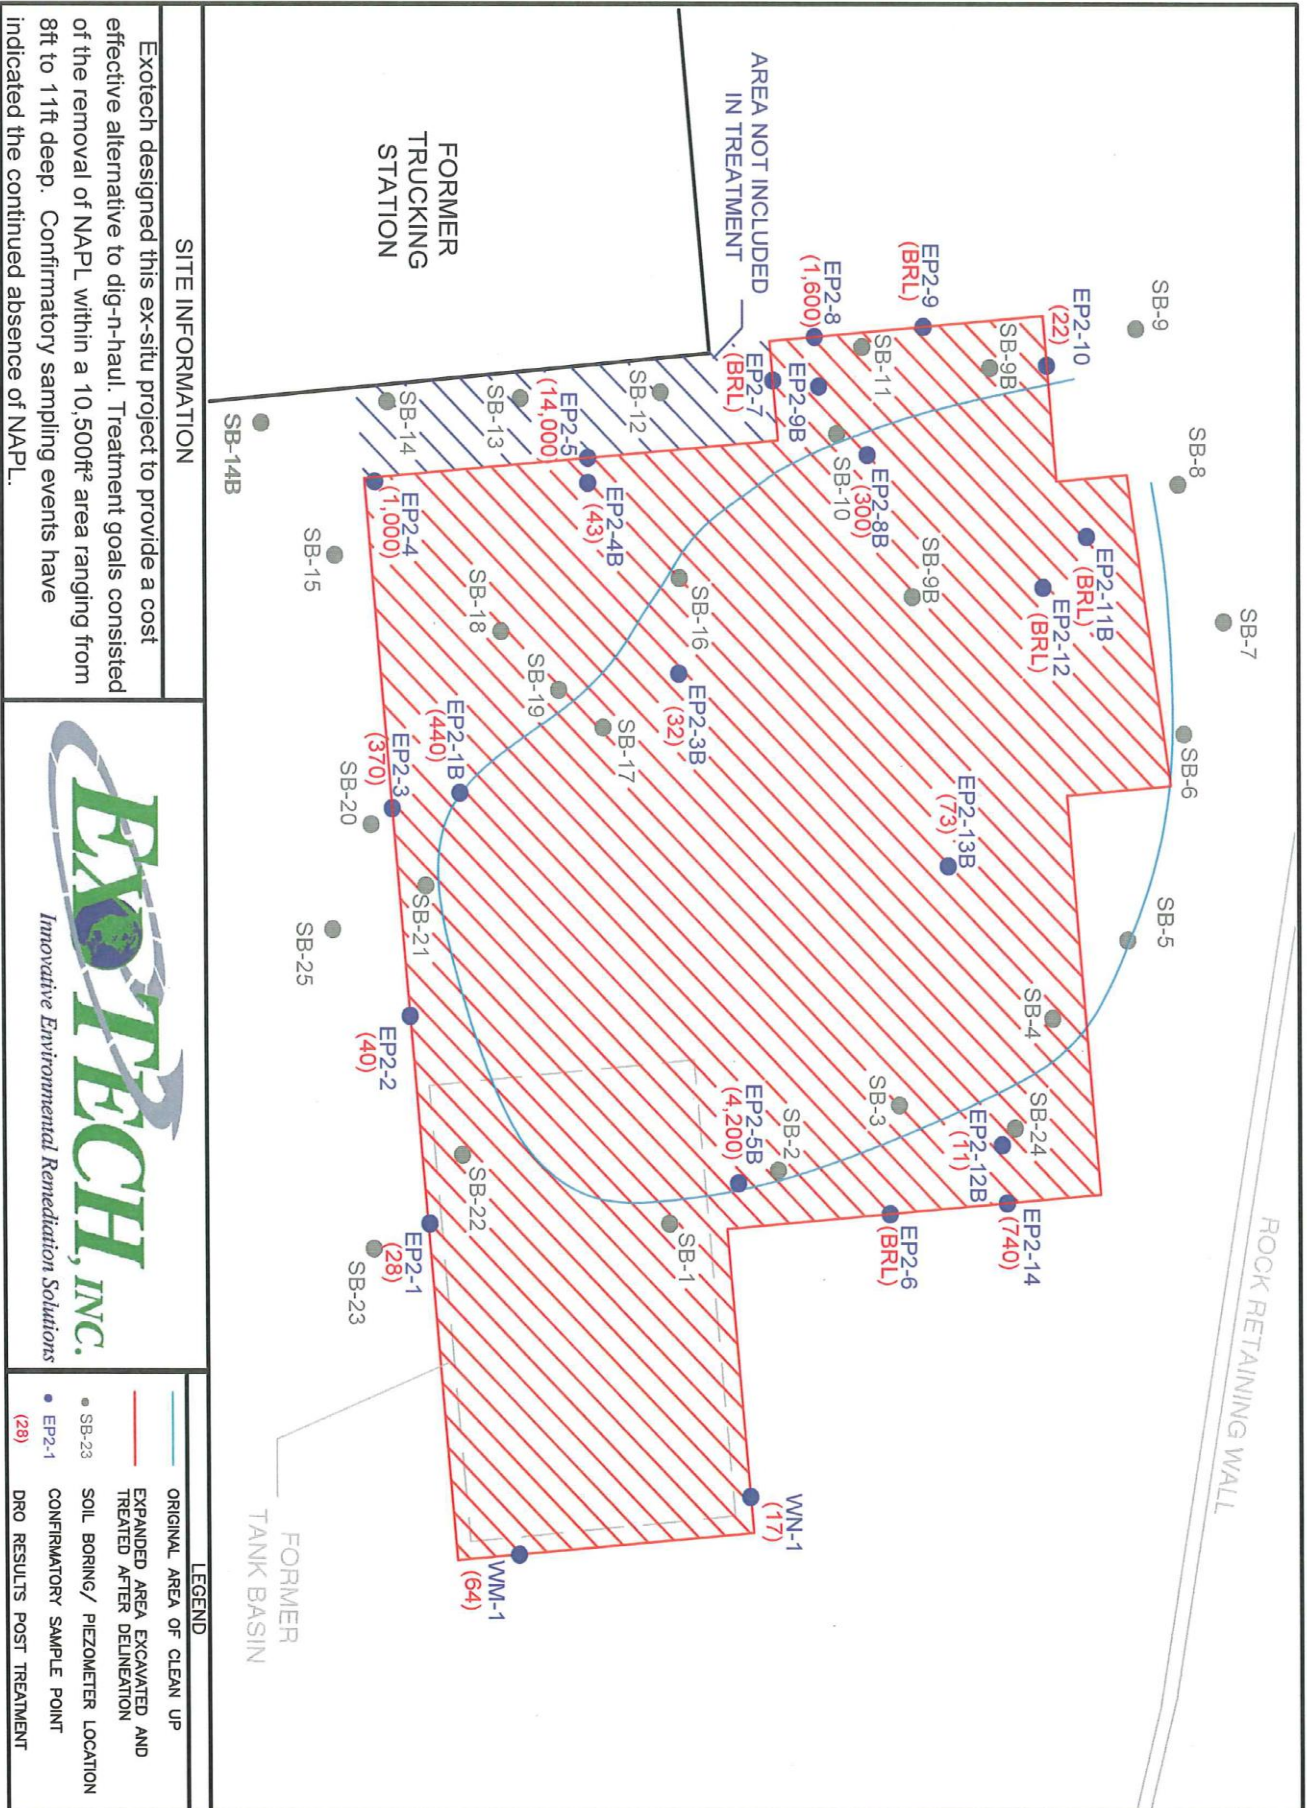 ROCK RETAINING WALL
SB-9
SB-8
SB-7
SB-6
SB-5
EP2-10
(22)
SB-9B
EP2-9
(BRL)
EP2-8
(1,600)
SB-11
EP2-9B
EP2-7
(BRL)
AREA NOT INCLUDED
IN TREATMENT
EP2-11B
(BRL)
EP2-12
(BRL)
SB-9B
EP2-8B
(300)
SB-10
EP2-13B
(73)
SB-4
SB-24
EP2-12B
(11)
EP2-14
(740)
SB-3
EP2-6
(BRL)
SB-2
EP2-5B
(4,200)
SB-1
WN-1
(17)
WM-1
(64)
SB-12
EP2-5
(14,000)
SB-13
SB-14
SB-14B
EP2-4B
(43)
EP2-4
(1,000)
SB-15
SB-16
EP2-3B
(32)
SB-17
SB-18
SB-19
EP2-1B
(440)
EP2-3
(370)
SB-20
SB-21
SB-25
EP2-2
(40)
SB-22
EP2-1
(28)
SB-23
FORMER
TRUCKING
STATION
FORMER
TANK BASIN
SITE INFORMATION
Exotech designed this ex-situ project to provide a cost
effective alternative to dig-n-haul. Treatment goals consisted
of the removal of NAPL within a 10,500ft² area ranging from
8ft to 11ft deep. Confirmatory sampling events have
indicated the continued absence of NAPL.
EXOTECH, INC.
Innovative Environmental Remediation Solutions
LEGEND
ORIGINAL AREA OF CLEAN UP
EXPANDED AREA EXCAVATED AND
TREATED AFTER DELINEATION
SB-23 SOIL BORING/ PIEZOMETER LOCATION
EP2-1 CONFIRMATORY SAMPLE POINT
(28) DRO RESULTS POST TREATMENT